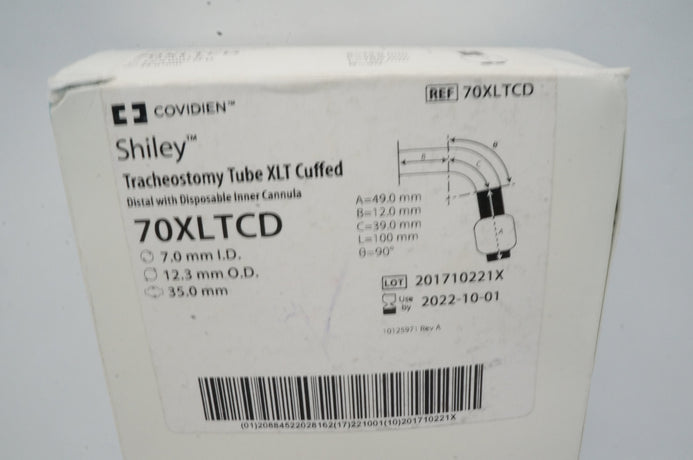 70XLTCD
COVIDIEN™
REF 70XLTCD
Shiley™
Tracheostomy Tube XLT Cuffed
Distal with Disposable Inner Cannula
70XLTCD
7.0 mm I.D.
12.3 mm O.D.
35.0 mm
B
C
θ
A
A=49.0 mm
B=12.0 mm
C=39.0 mm
L=100 mm
θ=90°
LOT 201710221X
Use by 2022-10-01
10125971 Rev A
(01)20884522028162(17)221001(10)201710221X